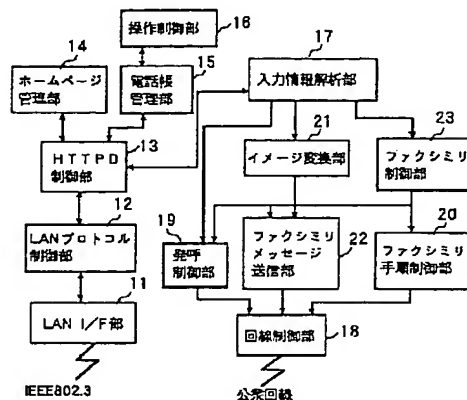 操作制御部
16
14
ホームページ
管理部
15
電話帳
管理部
17
入力情報解析部
13
HTTPD
制御部
21
イメージ変換部
23
ファクシミリ
制御部
12
LANプロトコル
制御部
19
発呼
制御部
ファクシミリ
メッセージ
送信部
22
20
ファクシミリ
手順制御部
11
LAN I/F部
回線制御部
18
IEEE802.3
公衆回線